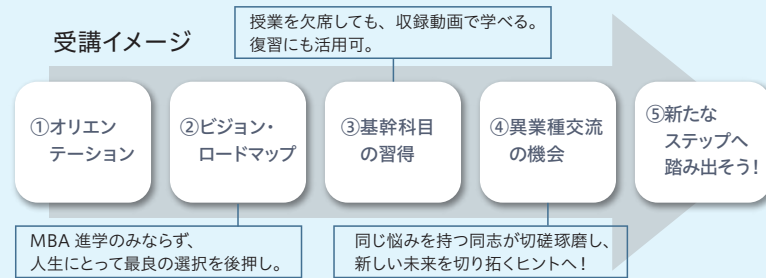 受講イメージ
授業を欠席しても、収録動画で学べる。
復習にも活用可。
①オリエン
テーション
②ビジョン・
ロードマップ
③基幹科目
の習得
④異業種交流
の機会
⑤新たな
ステップへ
踏み出そう!
MBA 進学のみならず、
人生にとって最良の選択を後押し。
同じ悩みを持つ同志が切磋琢磨し、
新しい未来を切り拓くヒントへ!